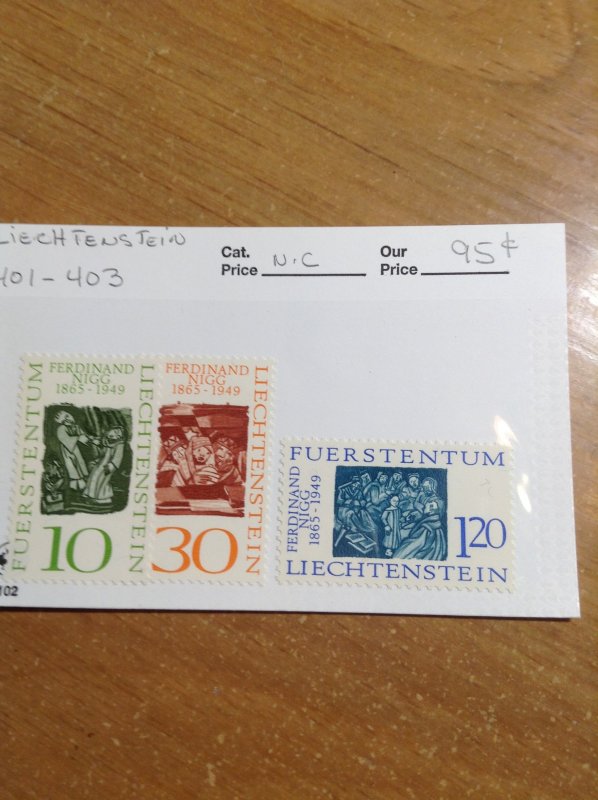 LIECHTENSTEIN
401-403
Cat.
Price N.C
Our
Price 95¢
FUERSTENTUM
FERDINAND
NIGG
1865-1949
LIECHTENSTEIN
10
FERDINAND
NIGG
1865-1949
LIECHTENSTEIN
30
FUERSTENTUM
FERDINAND
NIGG
1865-1949
1.20
LIECHTENSTEIN
102